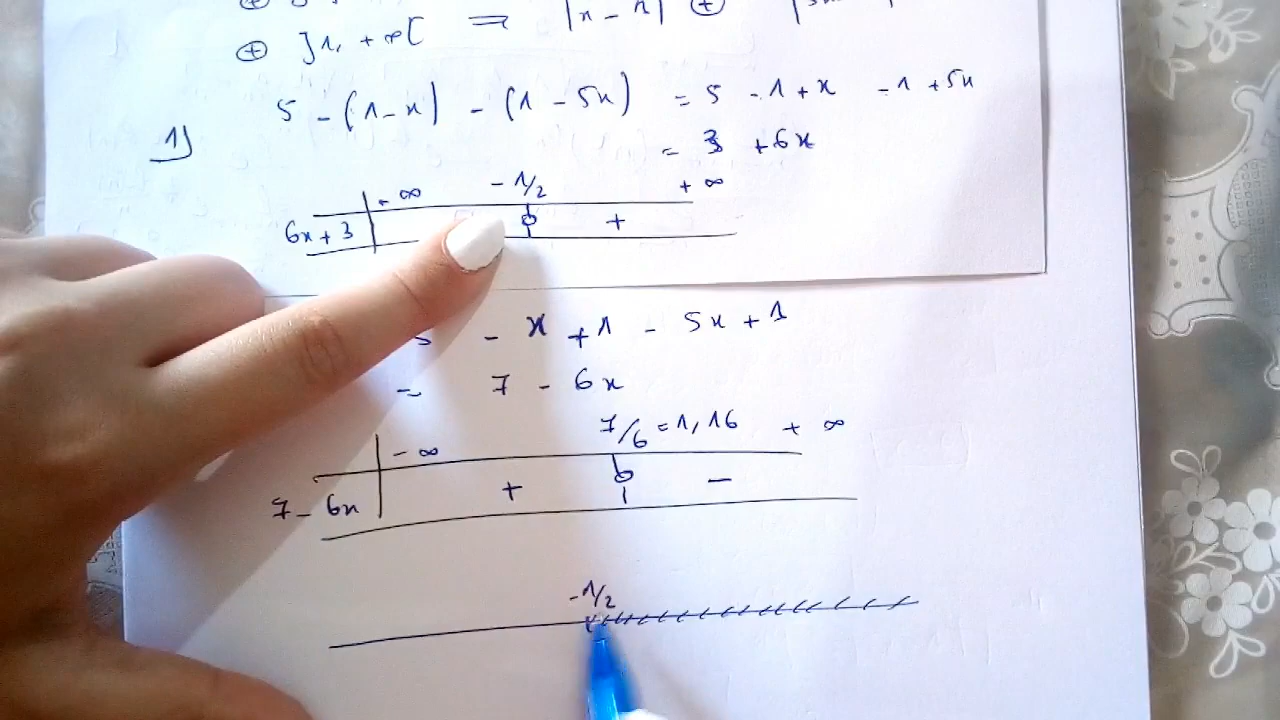 ⊕ ]1, +∞[ ⇒ |x - 1| ⊕
1) 5 - (1 - x) - (1 - 5x) = 5 - 1 + x - 1 + 5x
= 3 + 6x
-∞ -1/2 +∞
6x + 3 0 +
- x + 1 - 5x + 1
= 7 - 6x
-∞ 7/6 = 1,16 +∞
7 - 6x + 0 -
-1/2